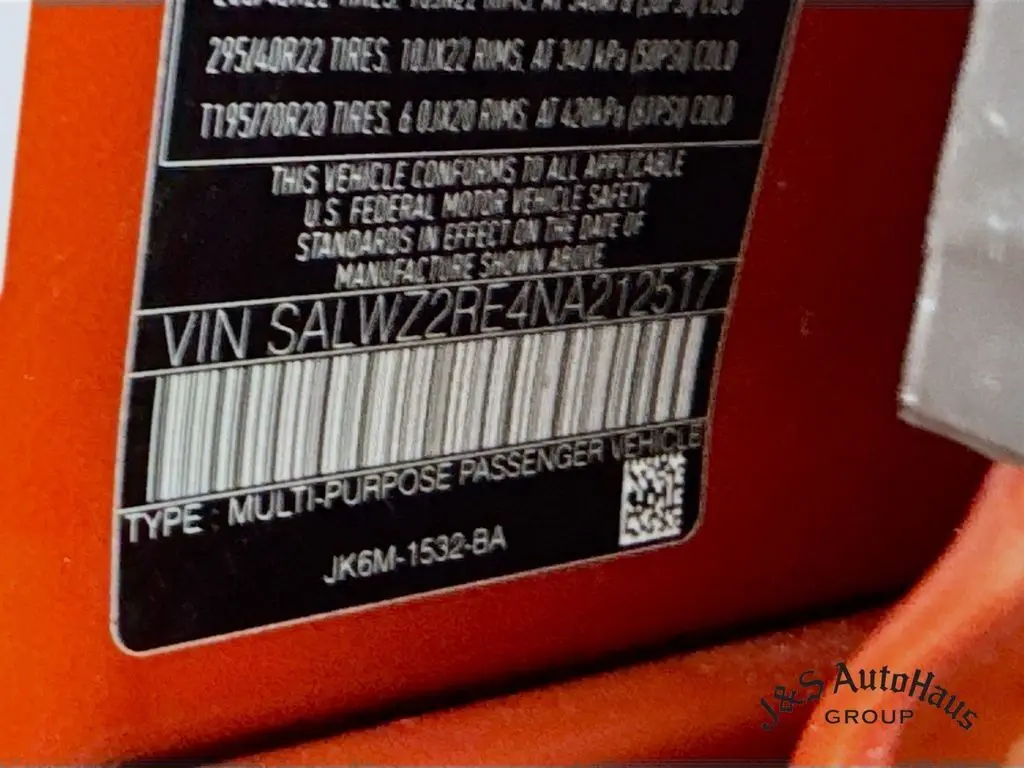 295/40R22 TIRES, 10JX22 RIMS, AT 340 kPa (50PSI) COLD
T195/70R20 TIRES, 6.0JX20 RIMS, AT 420kPa (61PSI) COLD
THIS VEHICLE CONFORMS TO ALL APPLICABLE
U.S. FEDERAL MOTOR VEHICLE SAFETY
STANDARDS IN EFFECT ON THE DATE OF
MANUFACTURE SHOWN ABOVE
VIN SALWZ2RE4NA212517
TYPE : MULTI-PURPOSE PASSENGER VEHICLE
JK6M-1532-BA
J&S AutoHaus
GROUP